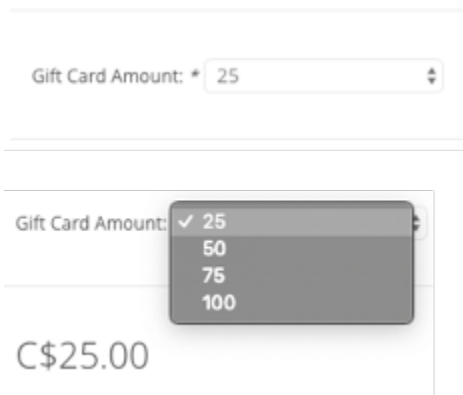 Gift Card Amount: * 25
Gift Card Amount: ✓ 25
50
75
100
C$25.00